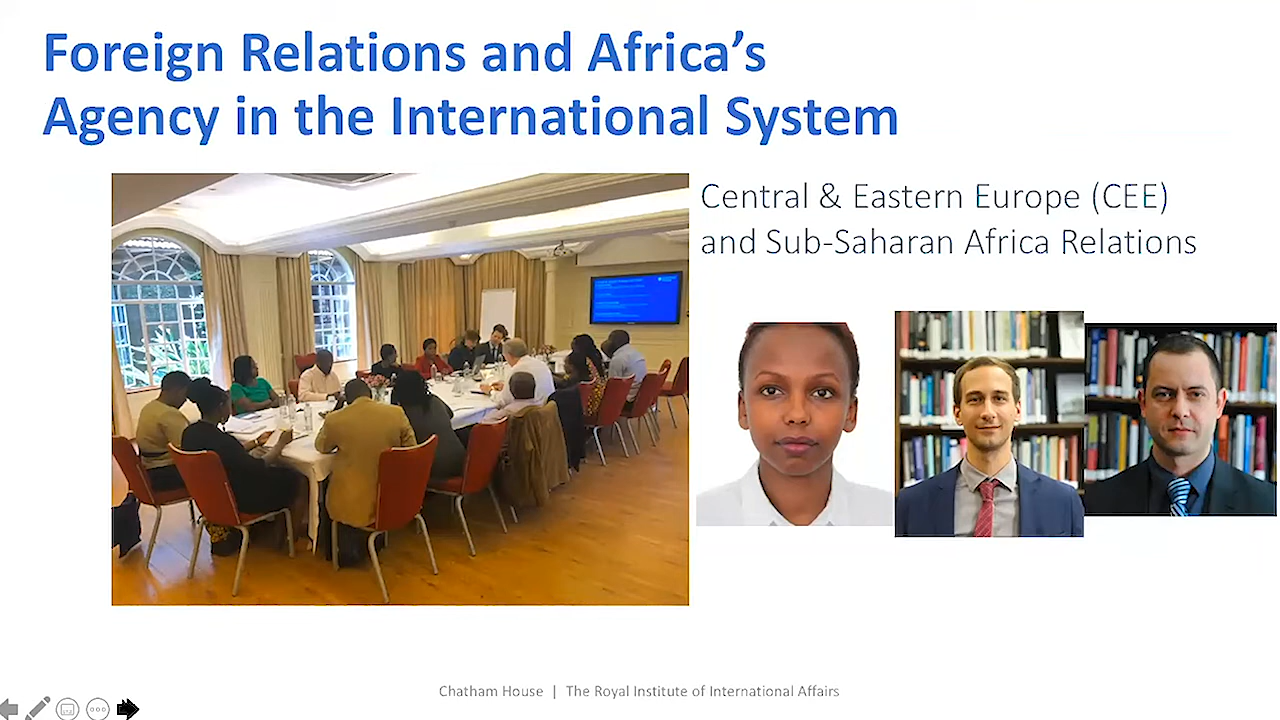 Foreign Relations and Africa’s
Agency in the International System
Central & Eastern Europe (CEE)
and Sub-Saharan Africa Relations
Chatham House | The Royal Institute of International Affairs